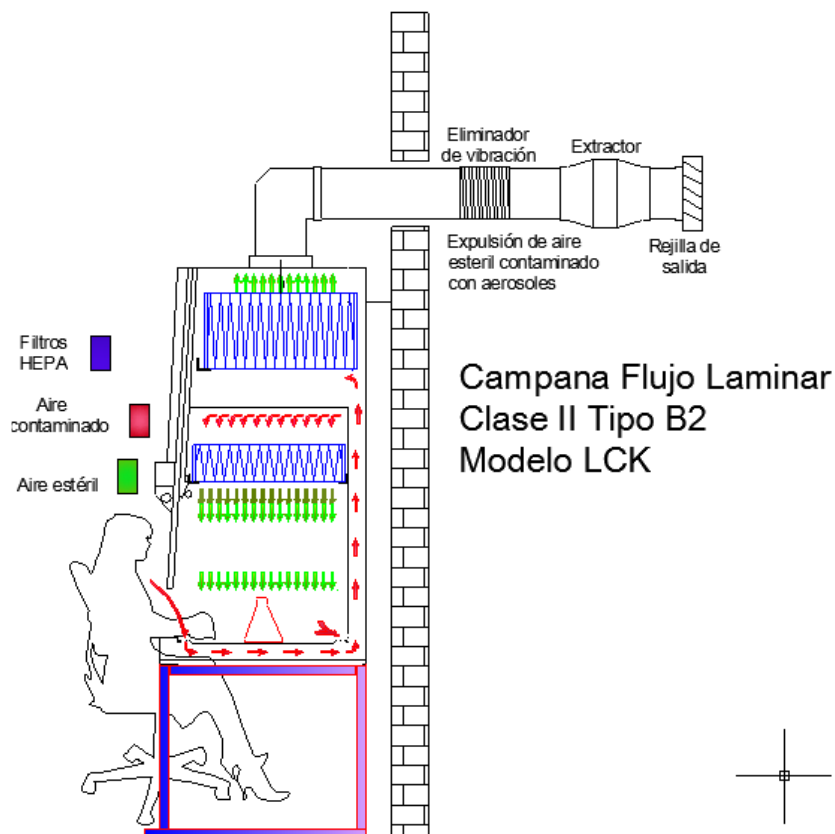 Eliminador
de vibración
Extractor
Expulsión de aire
esteril contaminado
con aerosoles
Rejilla de
salida
Filtros
HEPA
Aire
contaminado
Aire estéril
Campana Flujo Laminar
Clase II Tipo B2
Modelo LCK